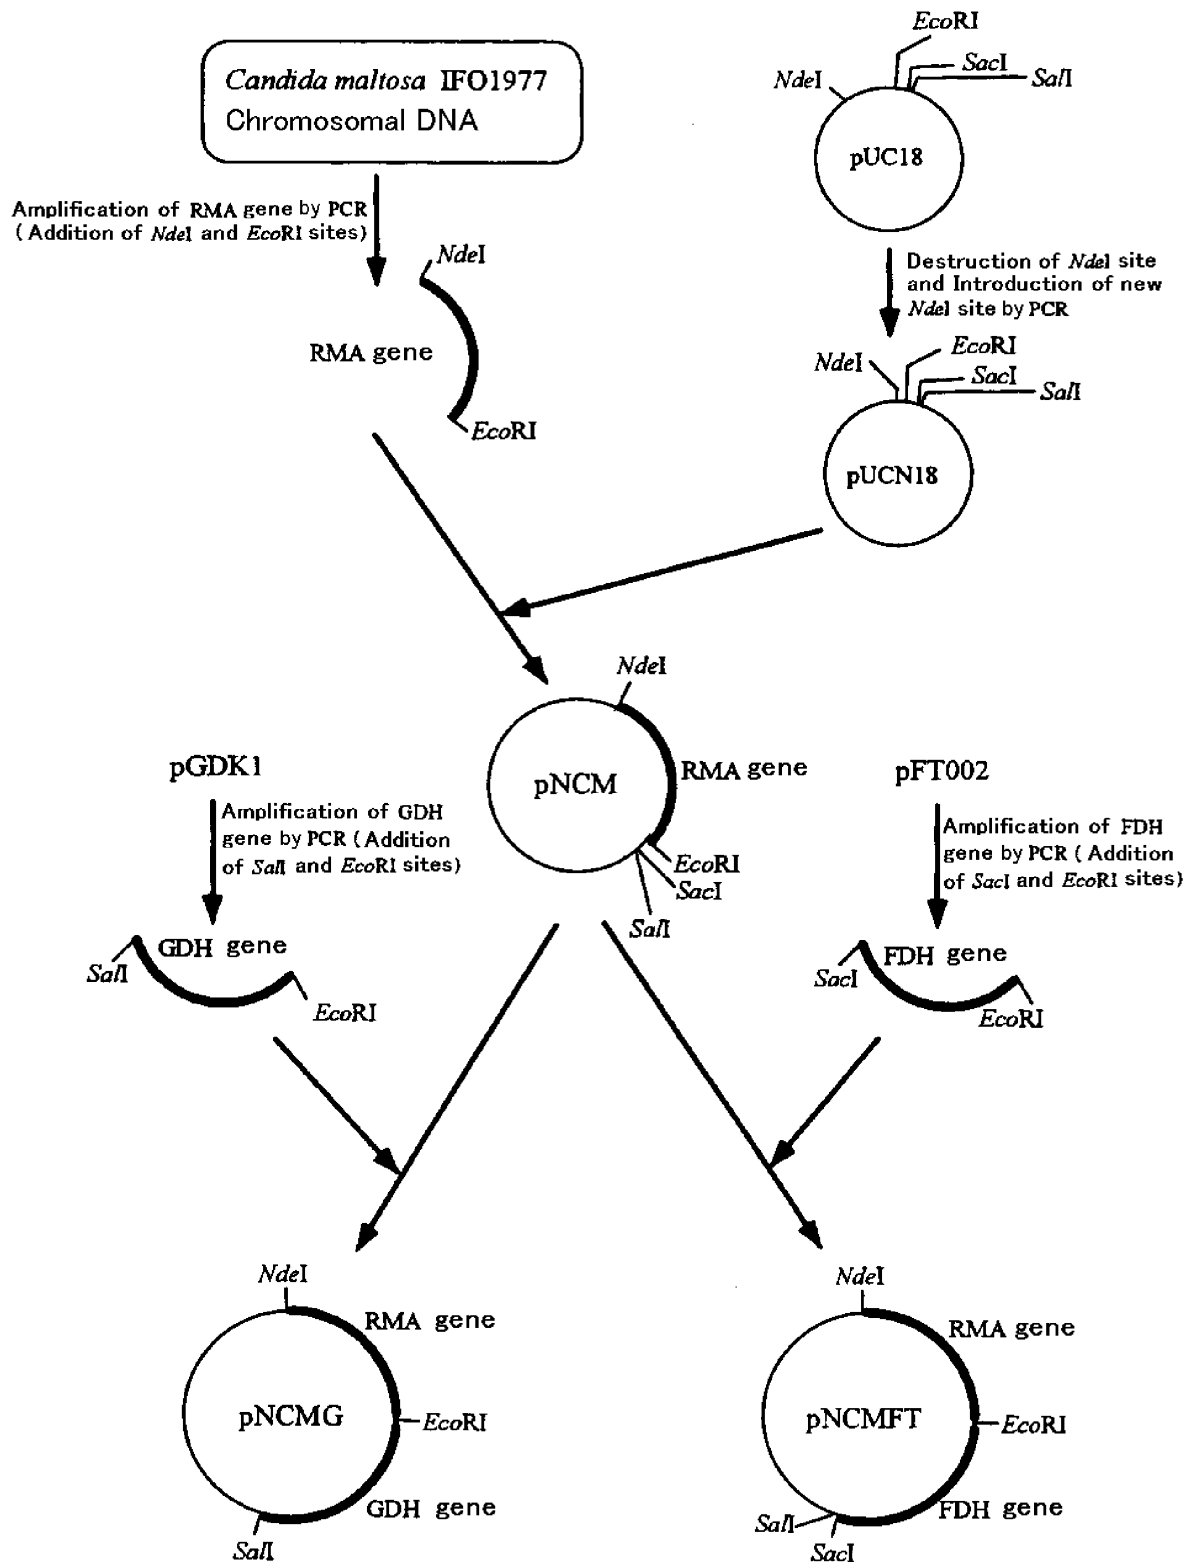 Candida maltosa IFO1977
Chromosomal DNA
EcoRI
SacI
SalI
NdeI
pUC18
Amplification of RMA gene by PCR
(Addition of NdeI and EcoRI sites)
NdeI
RMA gene
EcoRI
Destruction of NdeI site
and Introduction of new
NdeI site by PCR
EcoRI
NdeI
SacI
SalI
pUCN18
NdeI
RMA gene
pNCM
EcoRI
SacI
SalI
pGDK1
Amplification of GDH
gene by PCR (Addition
of SalI and EcoRI sites)
GDH gene
SalI
EcoRI
pFT002
Amplification of FDH
gene by PCR (Addition
of SacI and EcoRI sites)
FDH gene
SacI
EcoRI
NdeI
RMA gene
pNCMG
EcoRI
GDH gene
SalI
NdeI
RMA gene
pNCMFT
EcoRI
FDH gene
SalI
SacI